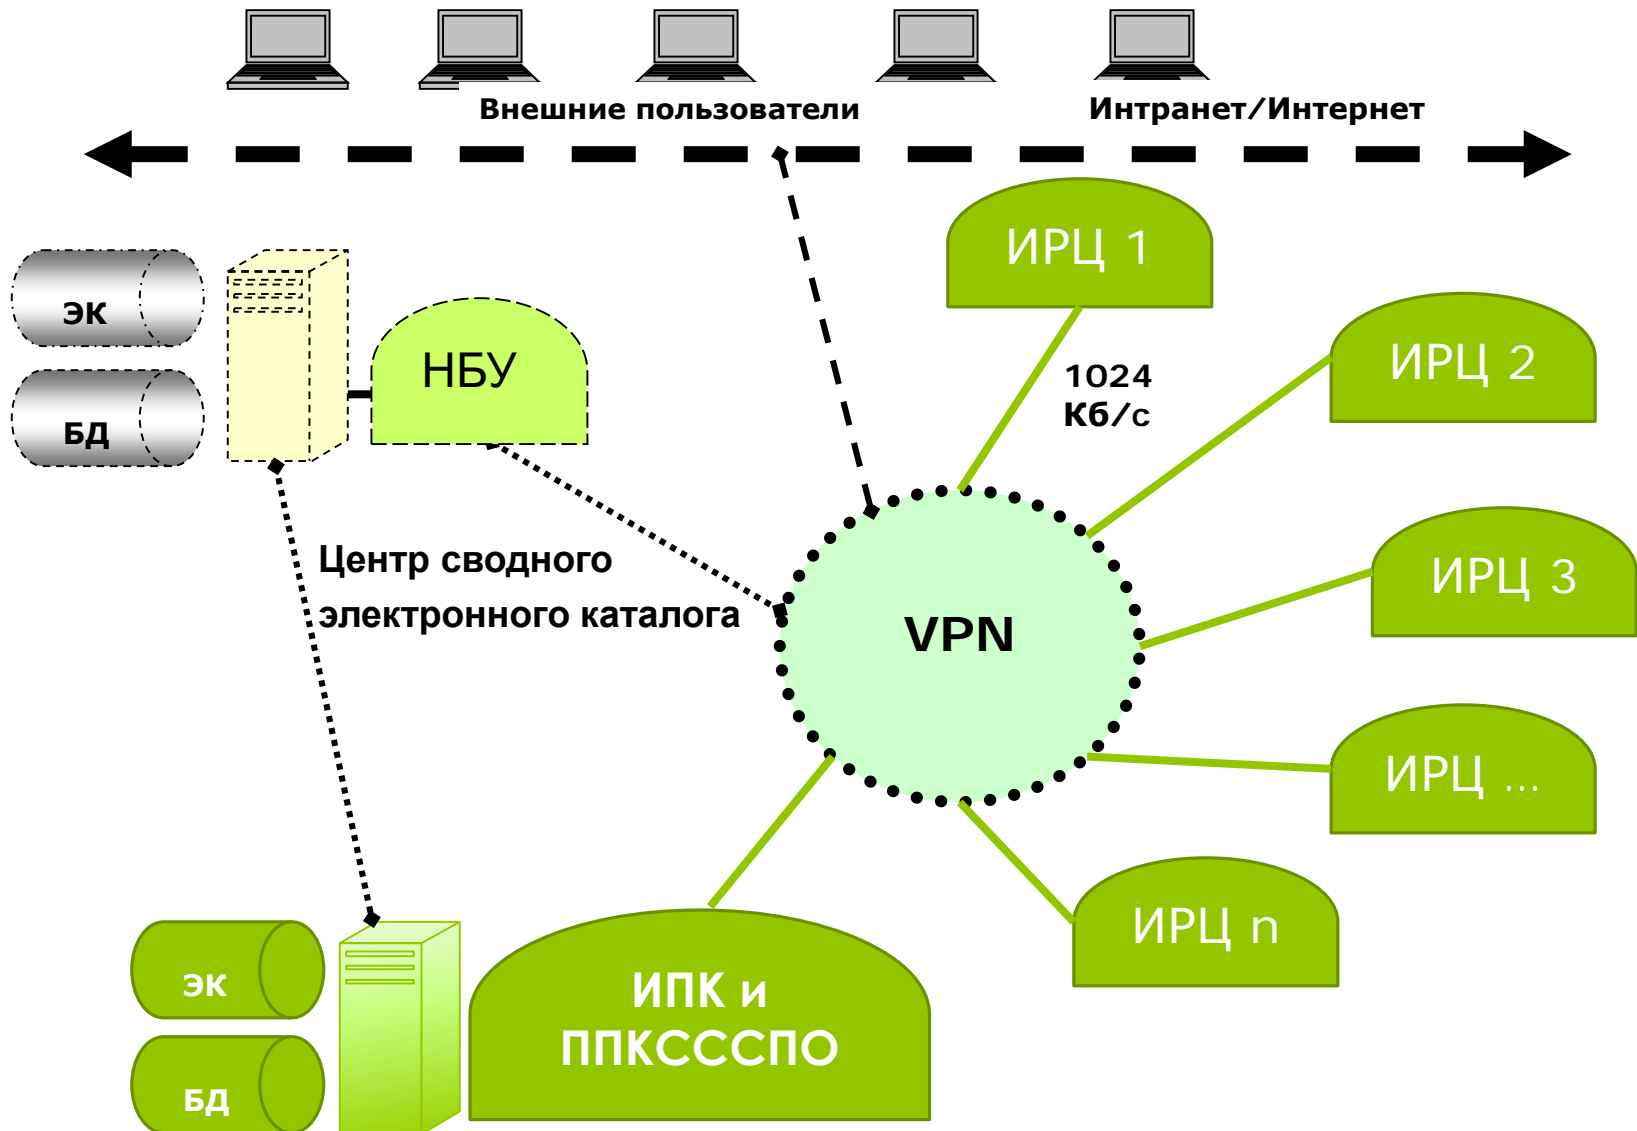 Внешние пользователи
Интранет/Интернет
ИРЦ 1
ЭК
НБУ
ИРЦ 2
1024
Кб/с
БД
Центр сводного
электронного каталога
ИРЦ 3
VPN
ИРЦ ...
ИРЦ n
ЭК
ИПК и
ППКСССПО
БД